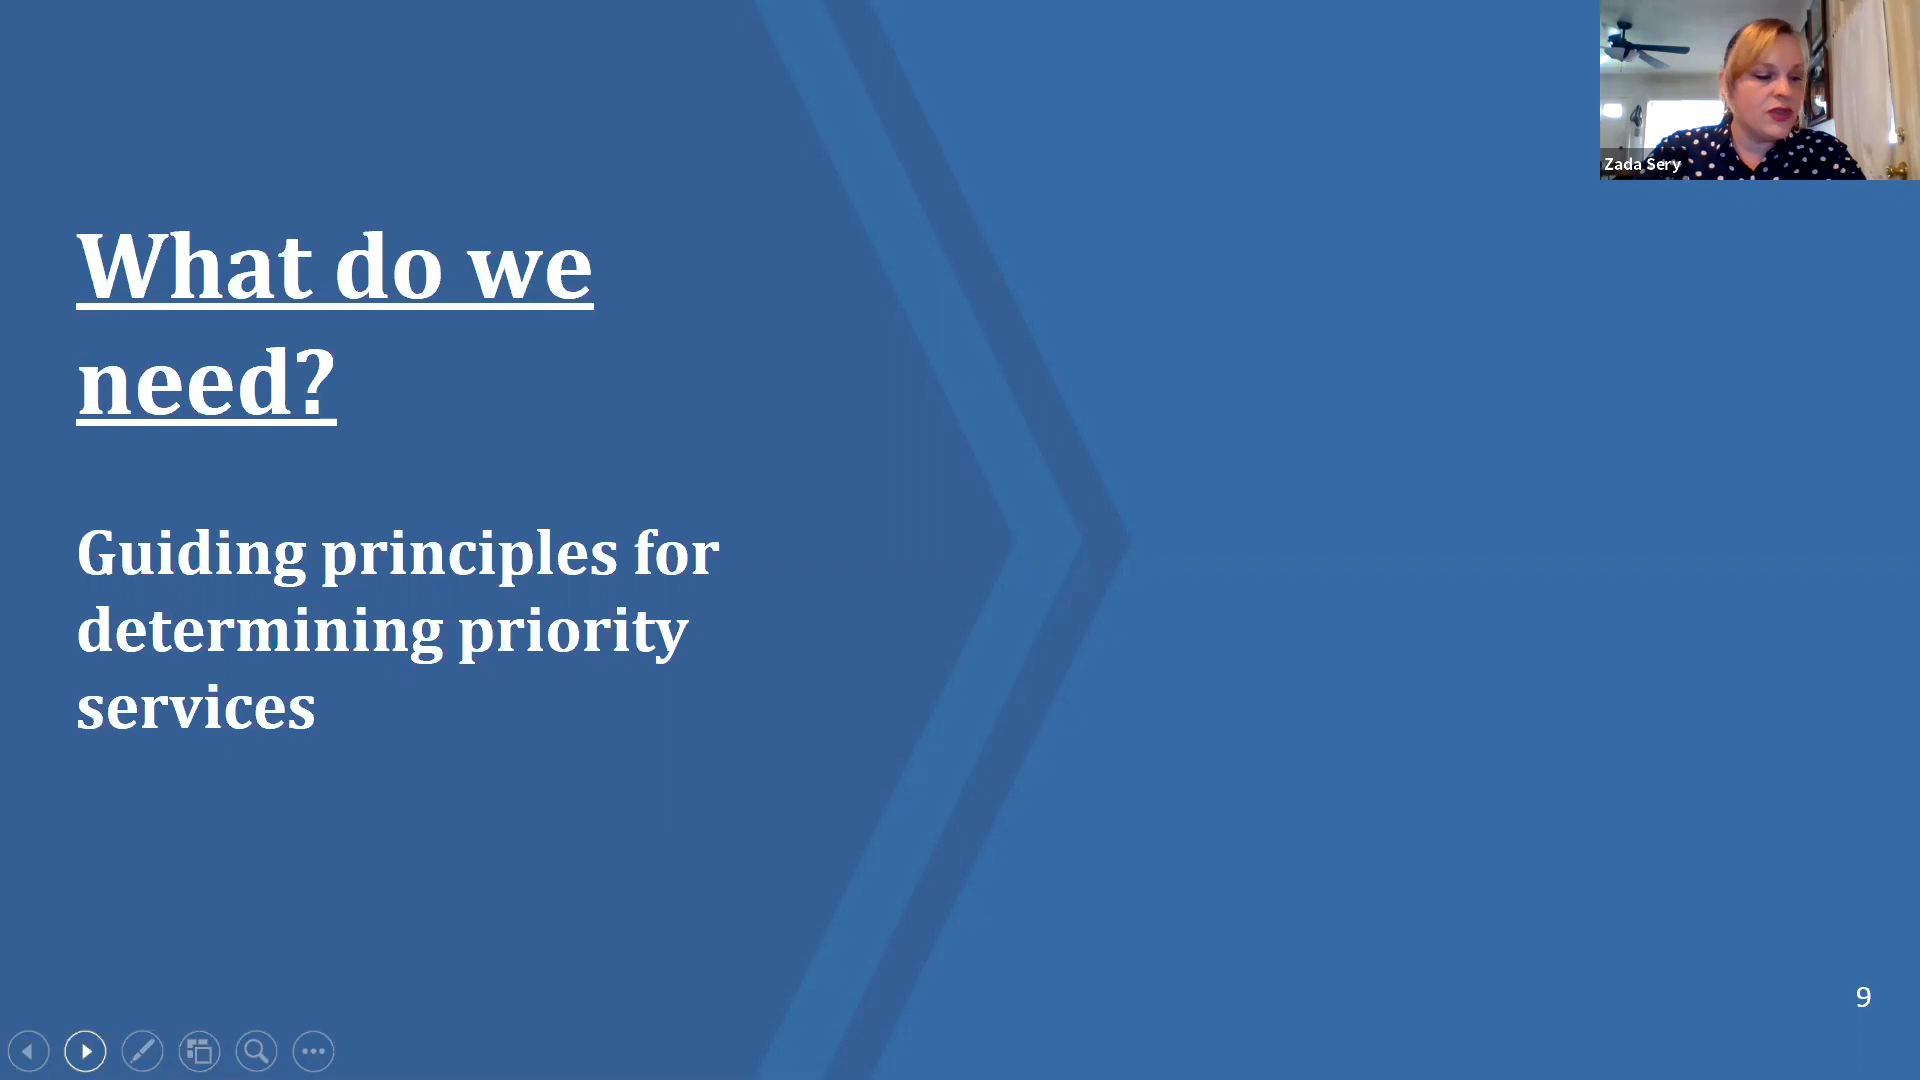 What do we
need?
Guiding principles for
determining priority
services
Zada Sery
9